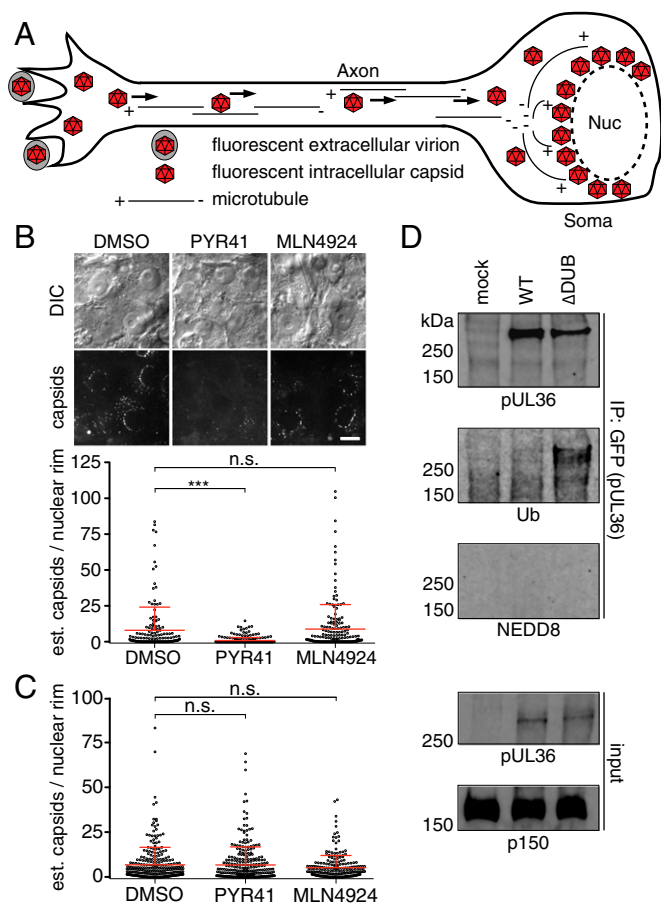 A
+
Axon
+
-
+
-
-
-
-
-
+
+
+
Nuc
fluorescent extracellular virion
fluorescent intracellular capsid
+ - microtubule
Soma
B
DMSO PYR41 MLN4924
DIC
capsids
est. capsids / nuclear rim
125
100
75
50
25
0
n.s.
***
DMSO PYR41 MLN4924
C
est. capsids / nuclear rim
100
75
50
25
0
n.s.
n.s.
DMSO PYR41 MLN4924
D
mock WT ΔDUB
kDa
250
150
pUL36
250
150
Ub
250
150
NEDD8
IP: GFP (pUL36)
250
pUL36
150
p150
input